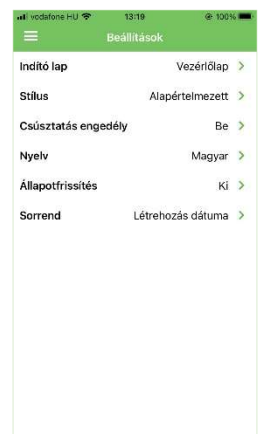 vodafone HU 13:19 100%
Beállítások
Indító lap Vezérlőlap
Stílus Alapértelmezett
Csúsztatás engedély Be
Nyelv Magyar
Állapotfrissítés Ki
Sorrend Létrehozás dátuma